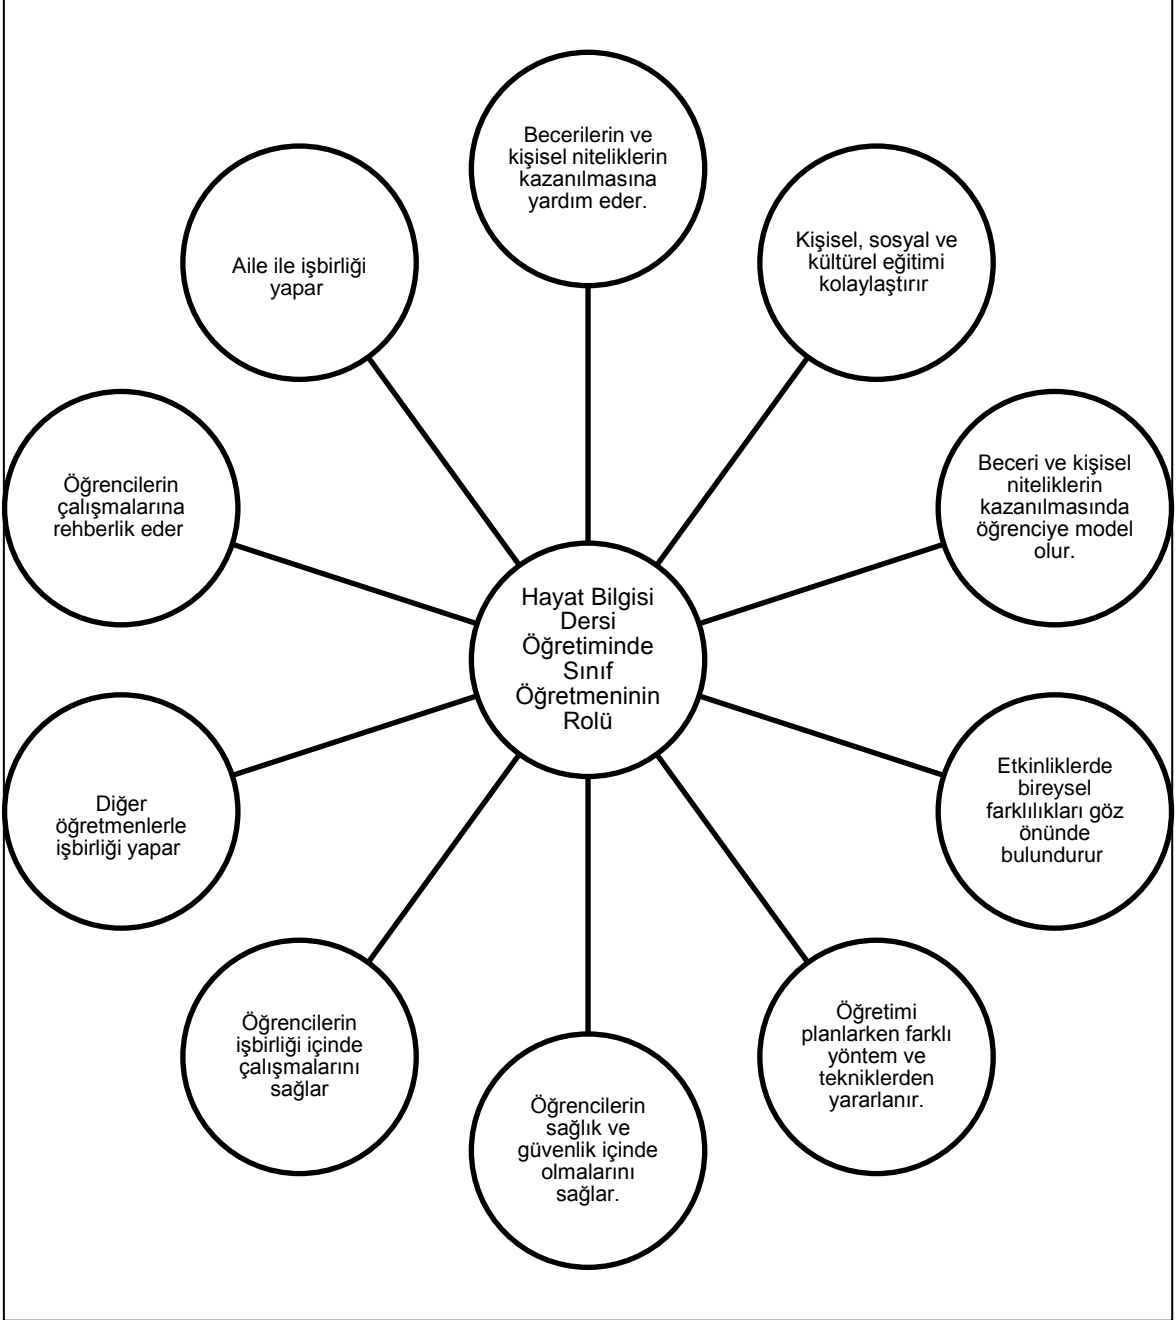 Becerilerin ve
kişisel niteliklerin
kazanılmasına
yardım eder.
Kişisel, sosyal ve
kültürel eğitimi
kolaylaştırır
Beceri ve kişisel
niteliklerin
kazanılmasında
öğrenciye model
olur.
Etkinliklerde
bireysel
farklılıkları göz
önünde
bulundurur
Öğretimi
planlarken farklı
yöntem ve
tekniklerden
yararlanır.
Öğrencilerin
sağlık ve
güvenlik içinde
olmalarını
sağlar.
Öğrencilerin
işbirliği içinde
çalışmalarını
sağlar
Diğer
öğretmenlerle
işbirliği yapar
Öğrencilerin
çalışmalarına
rehberlik eder
Aile ile işbirliği
yapar
Hayat Bilgisi
Dersi
Öğretiminde
Sınıf
Öğretmeninin
Rolü